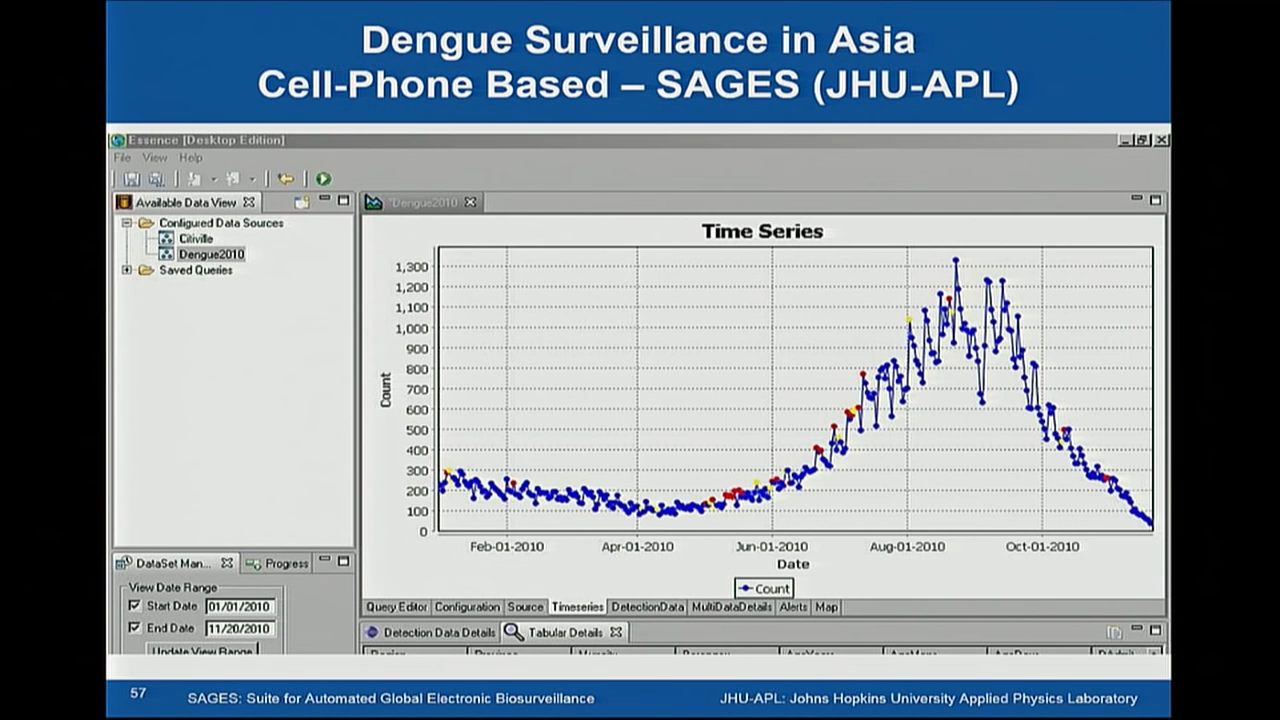 Dengue Surveillance in Asia
Cell-Phone Based – SAGES (JHU-APL)
Essence [Desktop Edition]
File View Help
Available Data View
Configured Data Sources
Citiville
Dengue2010
Saved Queries
*Dengue2010
Time Series
1,300
1,200
1,100
1,000
900
800
700
600
500
400
300
200
100
0
Count
Feb-01-2010 Apr-01-2010 Jun-01-2010 Aug-01-2010 Oct-01-2010
Date
Count
DataSet Man... Progress
View Date Range
Start Date 01/01/2010
End Date 11/20/2010
Update View Range
Query Editor Configuration Source Timeseries DetectionData MultiDataDetails Alerts Map
Detection Data Details Tabular Details
57
SAGES: Suite for Automated Global Electronic Biosurveillance
JHU-APL: Johns Hopkins University Applied Physics Laboratory